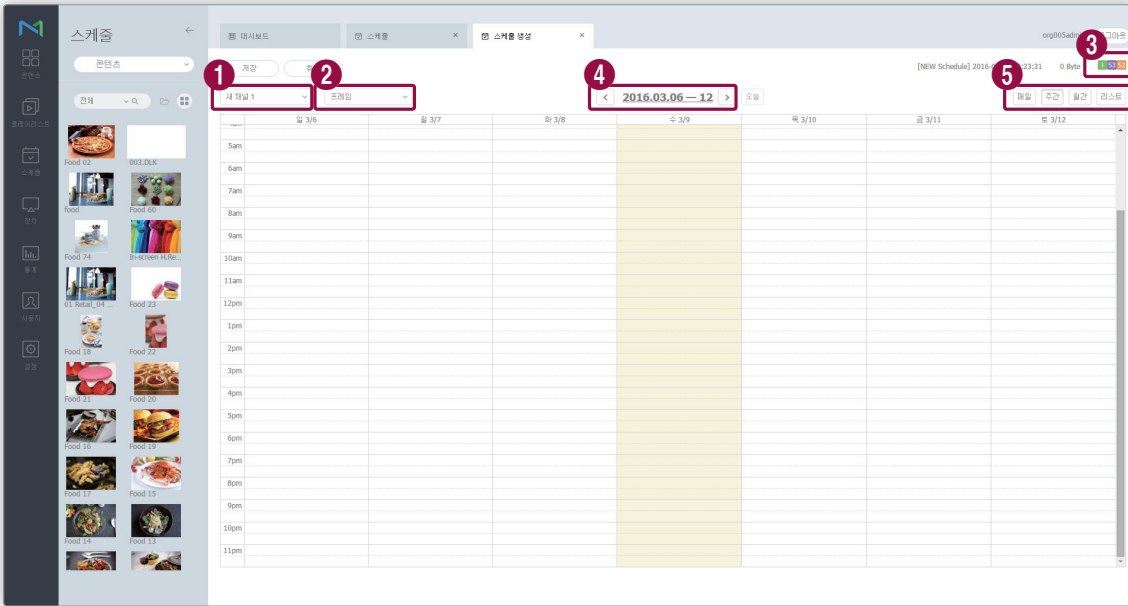 스케줄
←
콘텐츠
전체
Food 02
003.DLK
food
Food 60
Food 74
In-screen H.Re...
01 Retail_04 ...
Food 23
Food 18
Food 22
Food 21
Food 20
Food 16
Food 19
Food 17
Food 15
Food 14
Food 13
콘텐츠
플레이리스트
스케줄
장치
통계
사용자
설정
대시보드
스케줄 ×
스케줄 생성 ×
1
저장
2
3
[NEW Schedule] 2016-
23:31 0 Byte I S3 S2
새 채널 1
프레임
4
< 2016.03.06 — 12 >
오늘
5
매일 주간 월간 리스트
일 3/6 월 3/7 화 3/8 수 3/9 목 3/10 금 3/11 토 3/12
5am
6am
7am
8am
9am
10am
11am
12pm
1pm
2pm
3pm
4pm
5pm
6pm
7pm
8pm
9pm
10pm
11pm